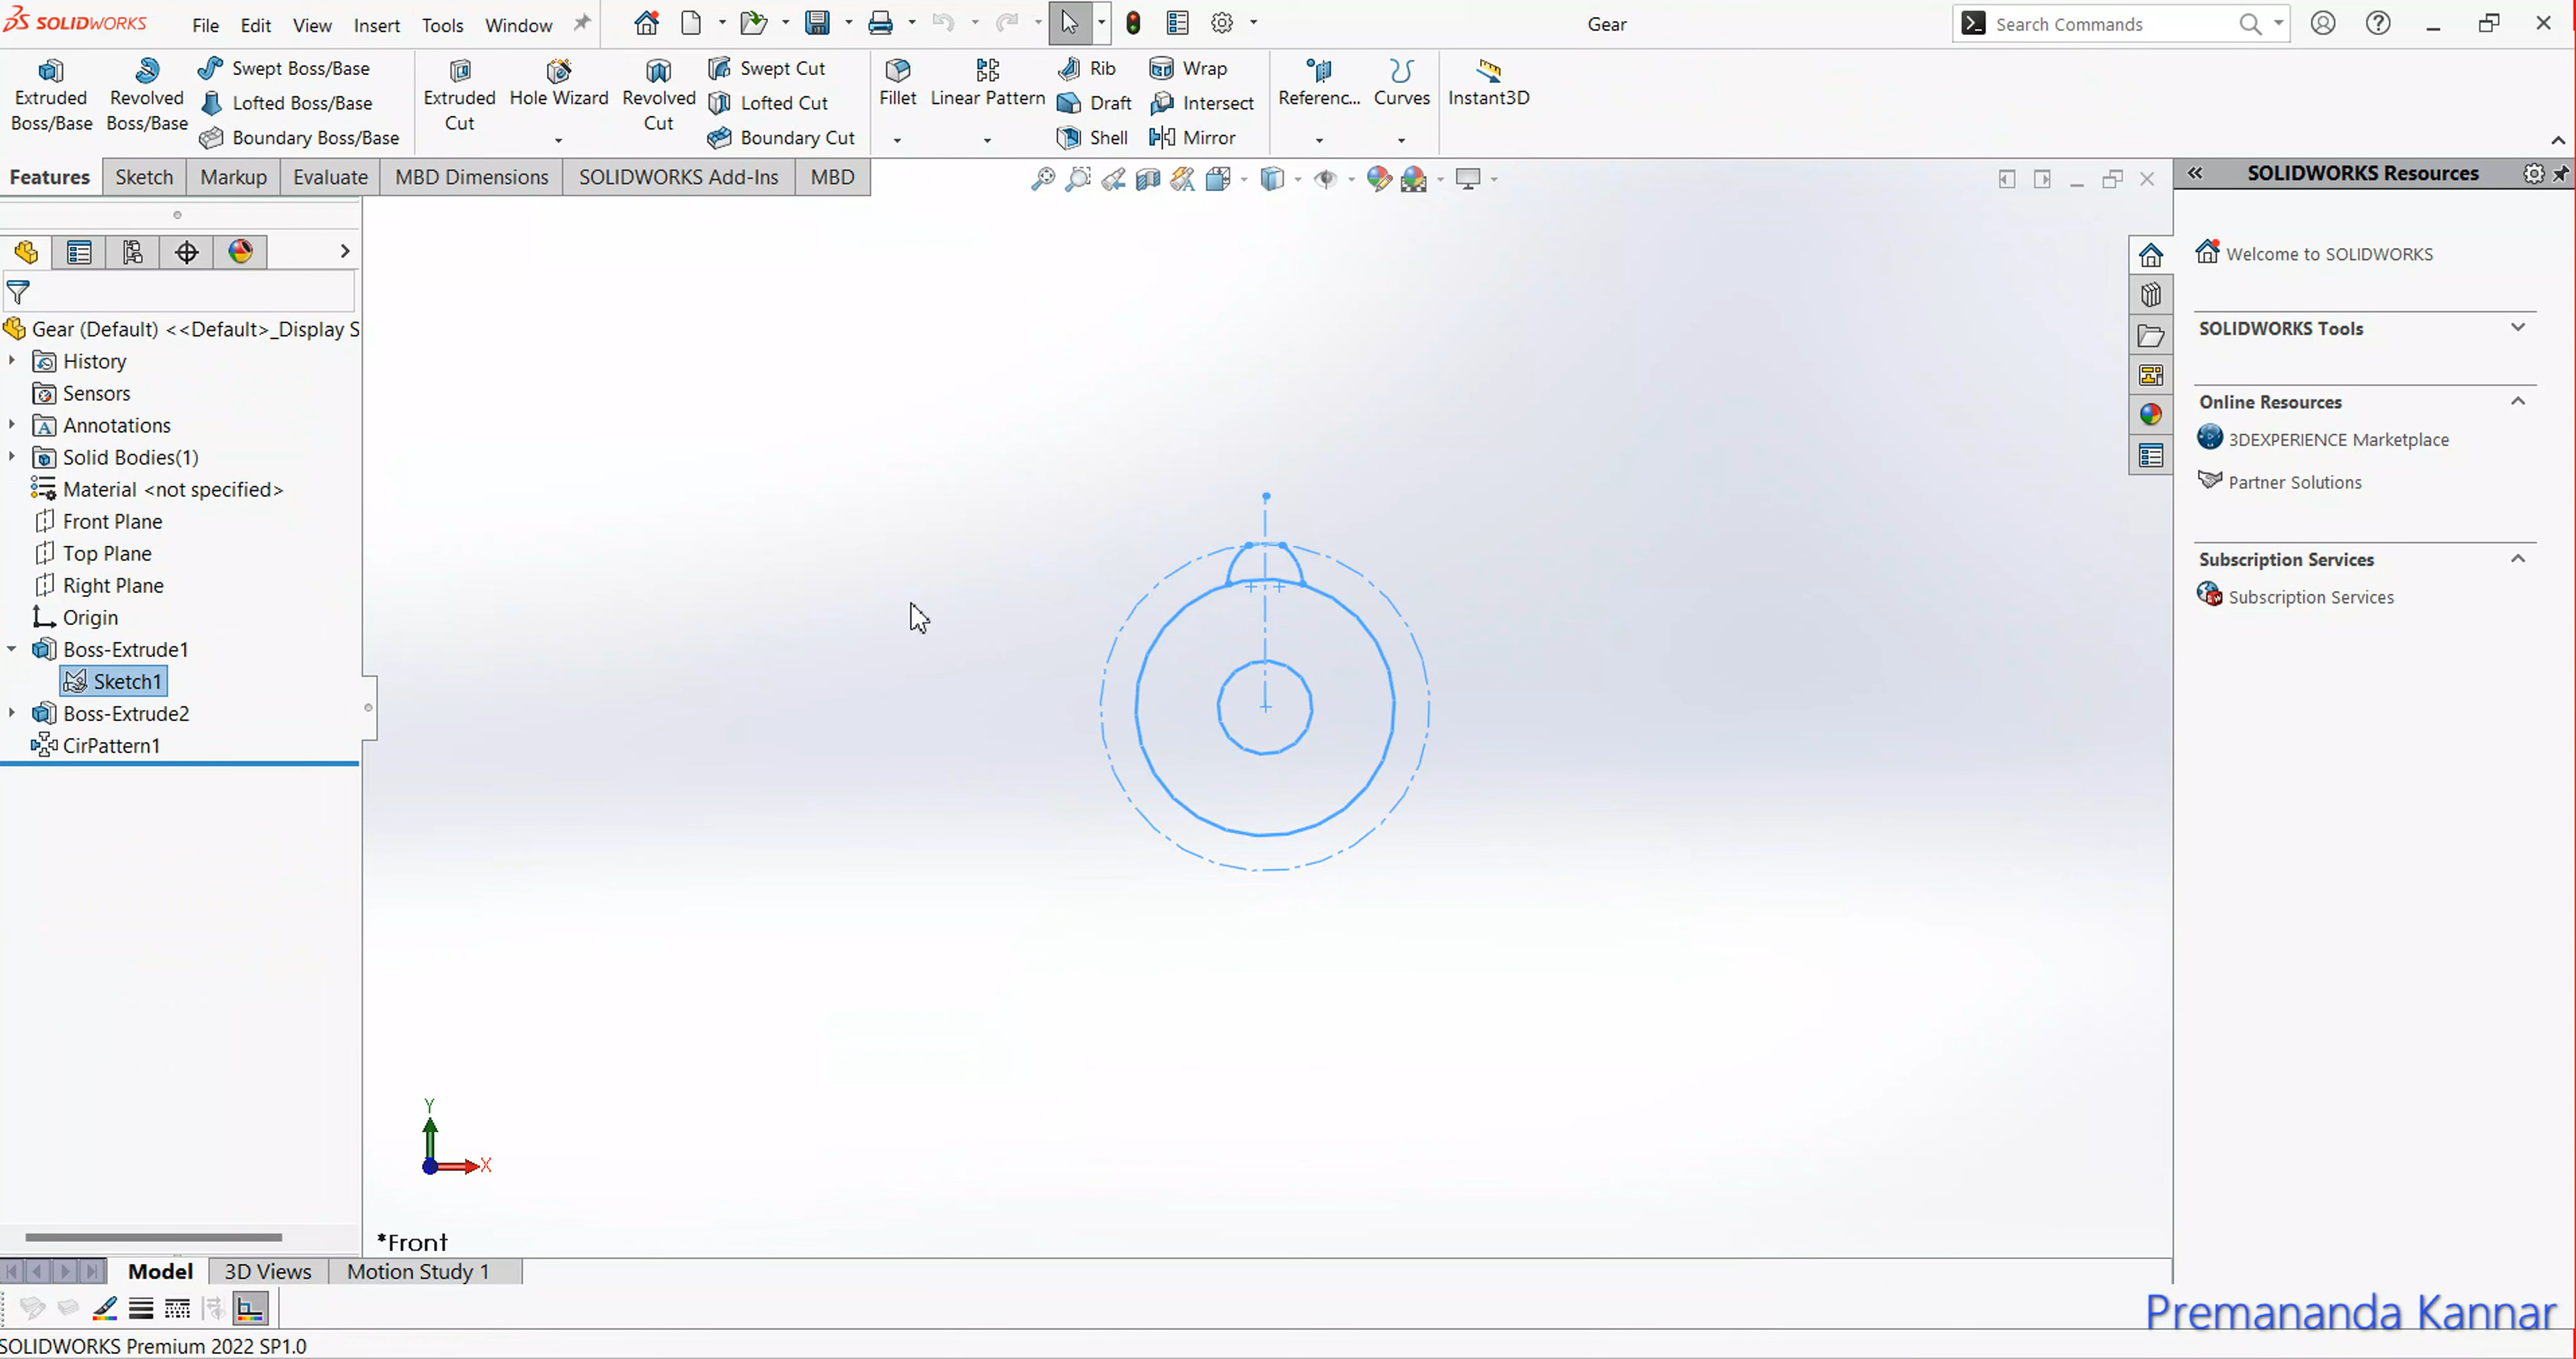 SOLIDWORKS File Edit View Insert Tools Window Gear Search Commands
Extruded Boss/Base
Revolved Boss/Base
Swept Boss/Base
Lofted Boss/Base
Boundary Boss/Base
Extruded Cut
Hole Wizard
Revolved Cut
Swept Cut
Lofted Cut
Boundary Cut
Fillet
Linear Pattern
Rib
Draft
Shell
Wrap
Intersect
Mirror
Referenc...
Curves
Instant3D
Features Sketch Markup Evaluate MBD Dimensions SOLIDWORKS Add-Ins MBD
Gear (Default) <<Default>_Display S
History
Sensors
Annotations
Solid Bodies(1)
Material <not specified>
Front Plane
Top Plane
Right Plane
Origin
Boss-Extrude1
Sketch1
Boss-Extrude2
CirPattern1
Y
X
*Front
SOLIDWORKS Resources
Welcome to SOLIDWORKS
SOLIDWORKS Tools
Online Resources
3DEXPERIENCE Marketplace
Partner Solutions
Subscription Services
Subscription Services
Model 3D Views Motion Study 1
Premananda Kannar
SOLIDWORKS Premium 2022 SP1.0